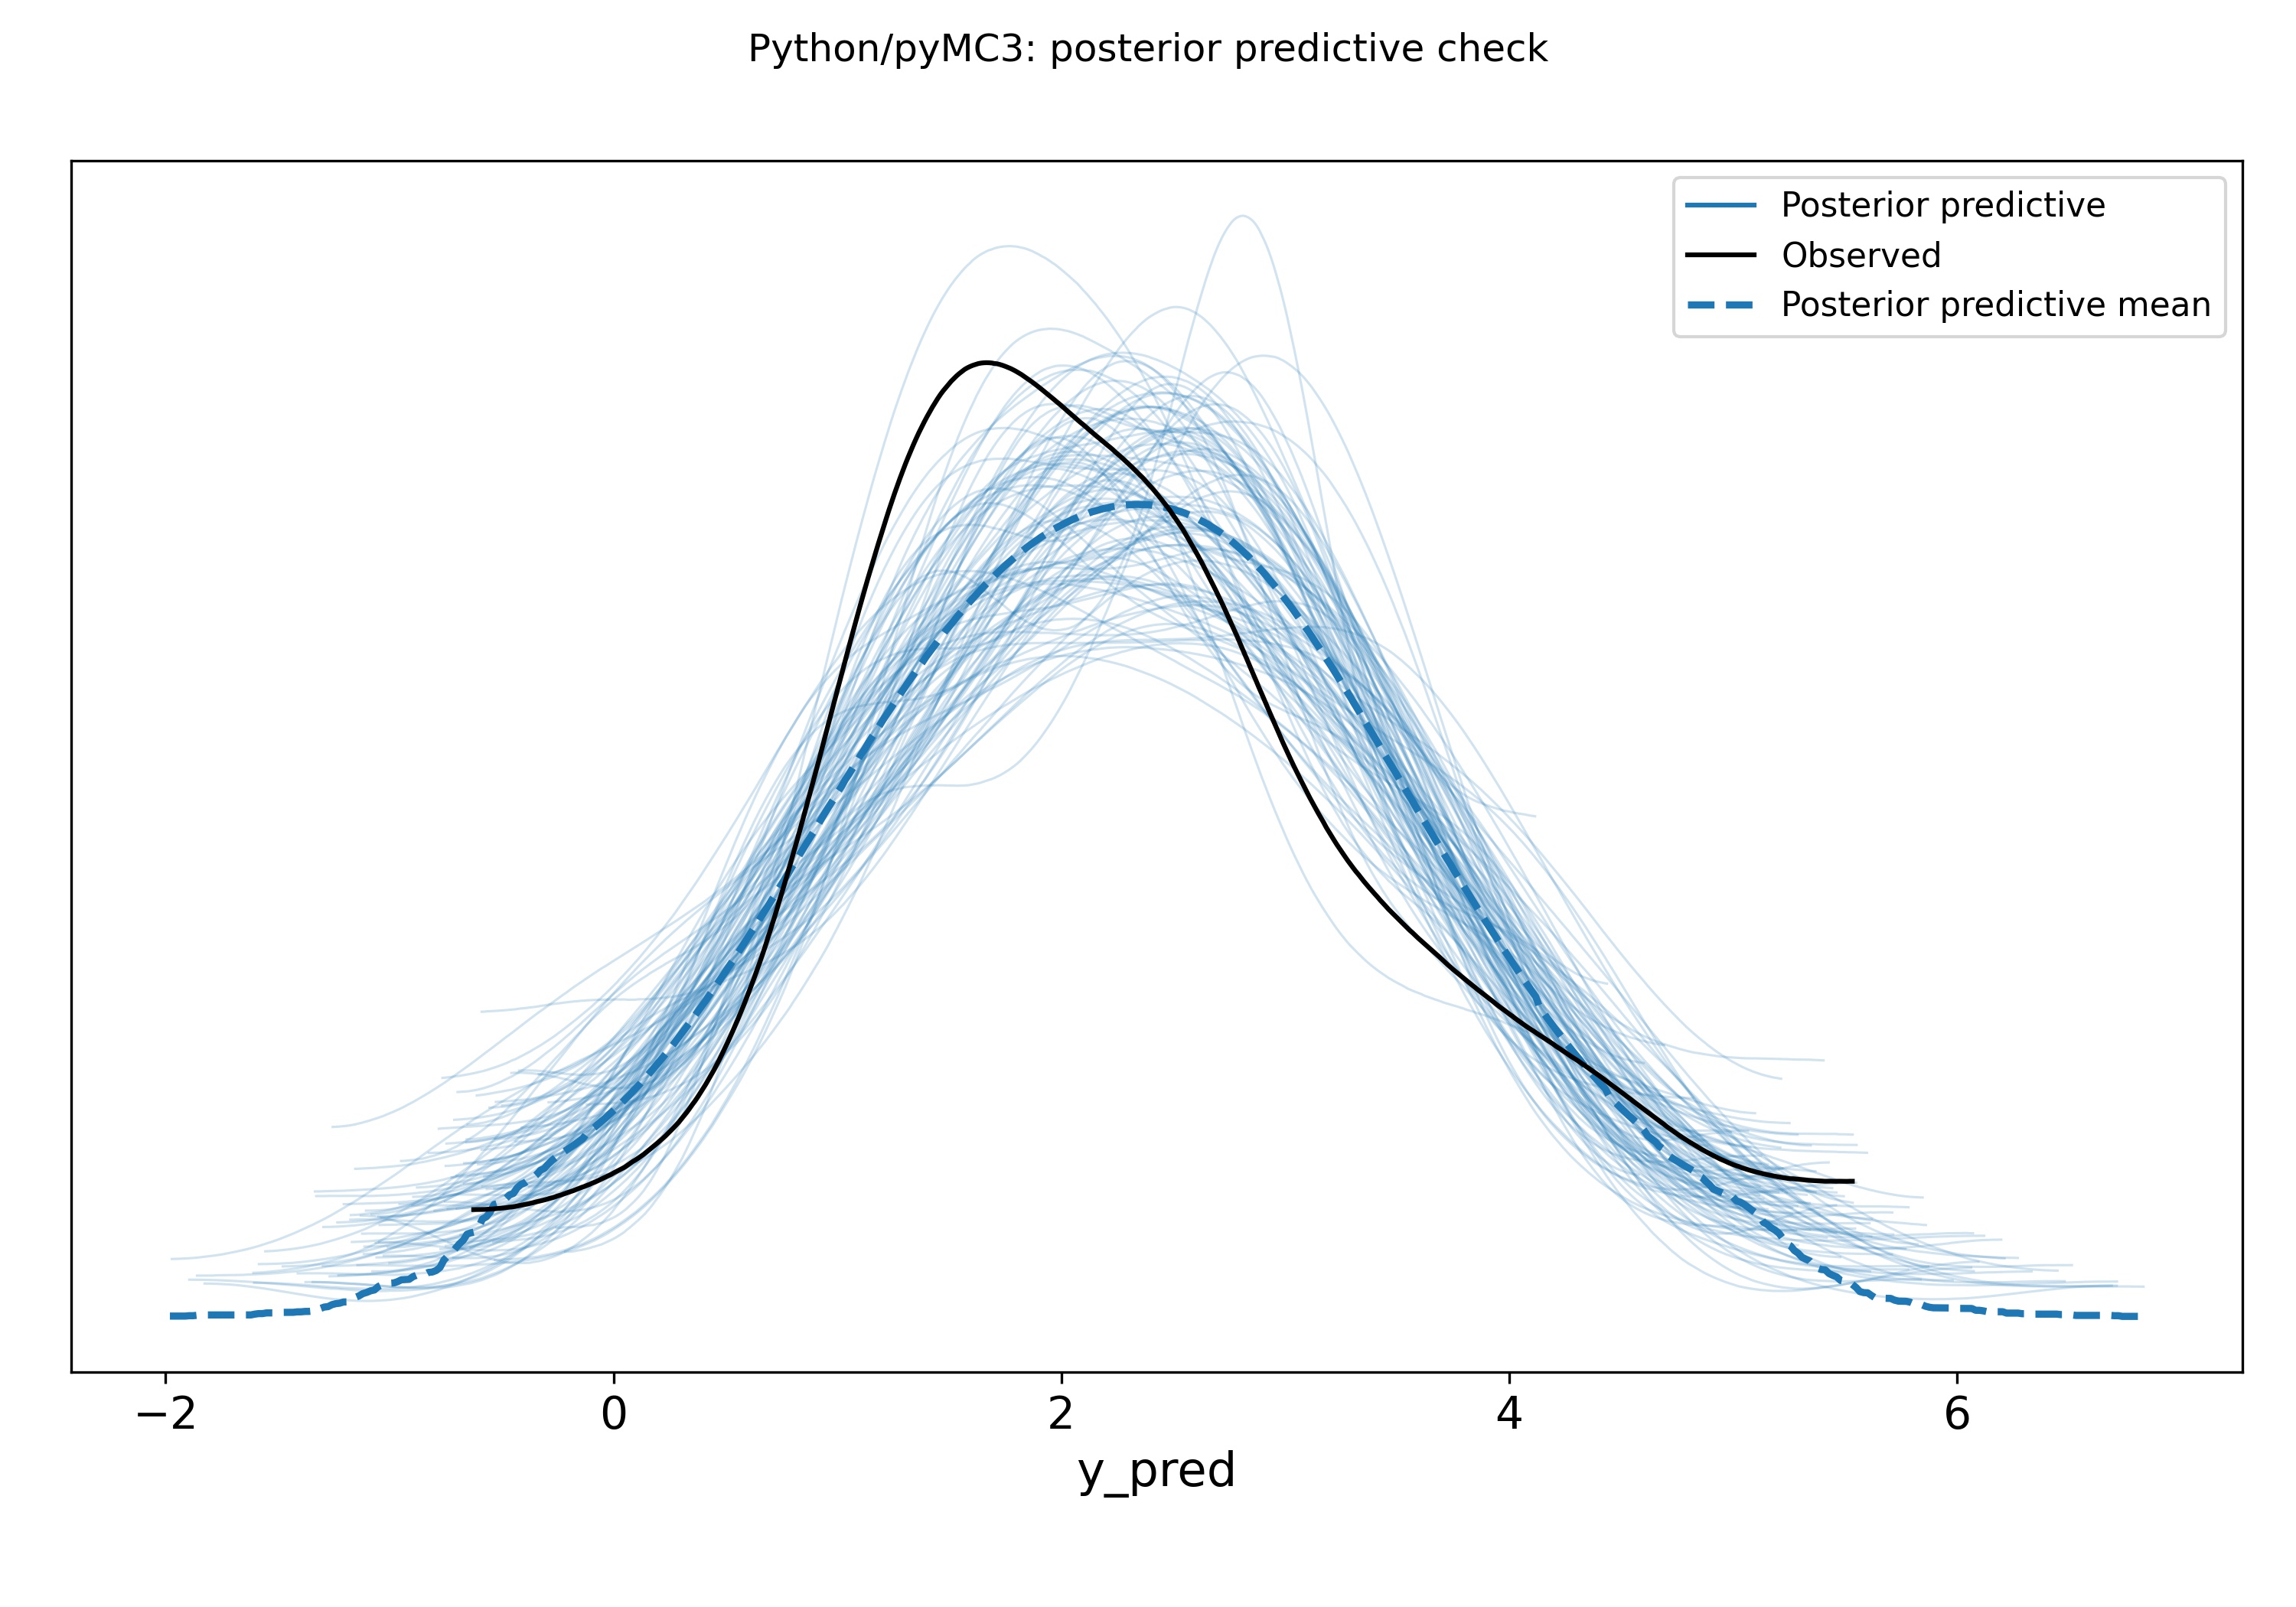 Python/pyMC3: posterior predictive check
Posterior predictive
Observed
Posterior predictive mean
−2 0 2 4 6
y_pred